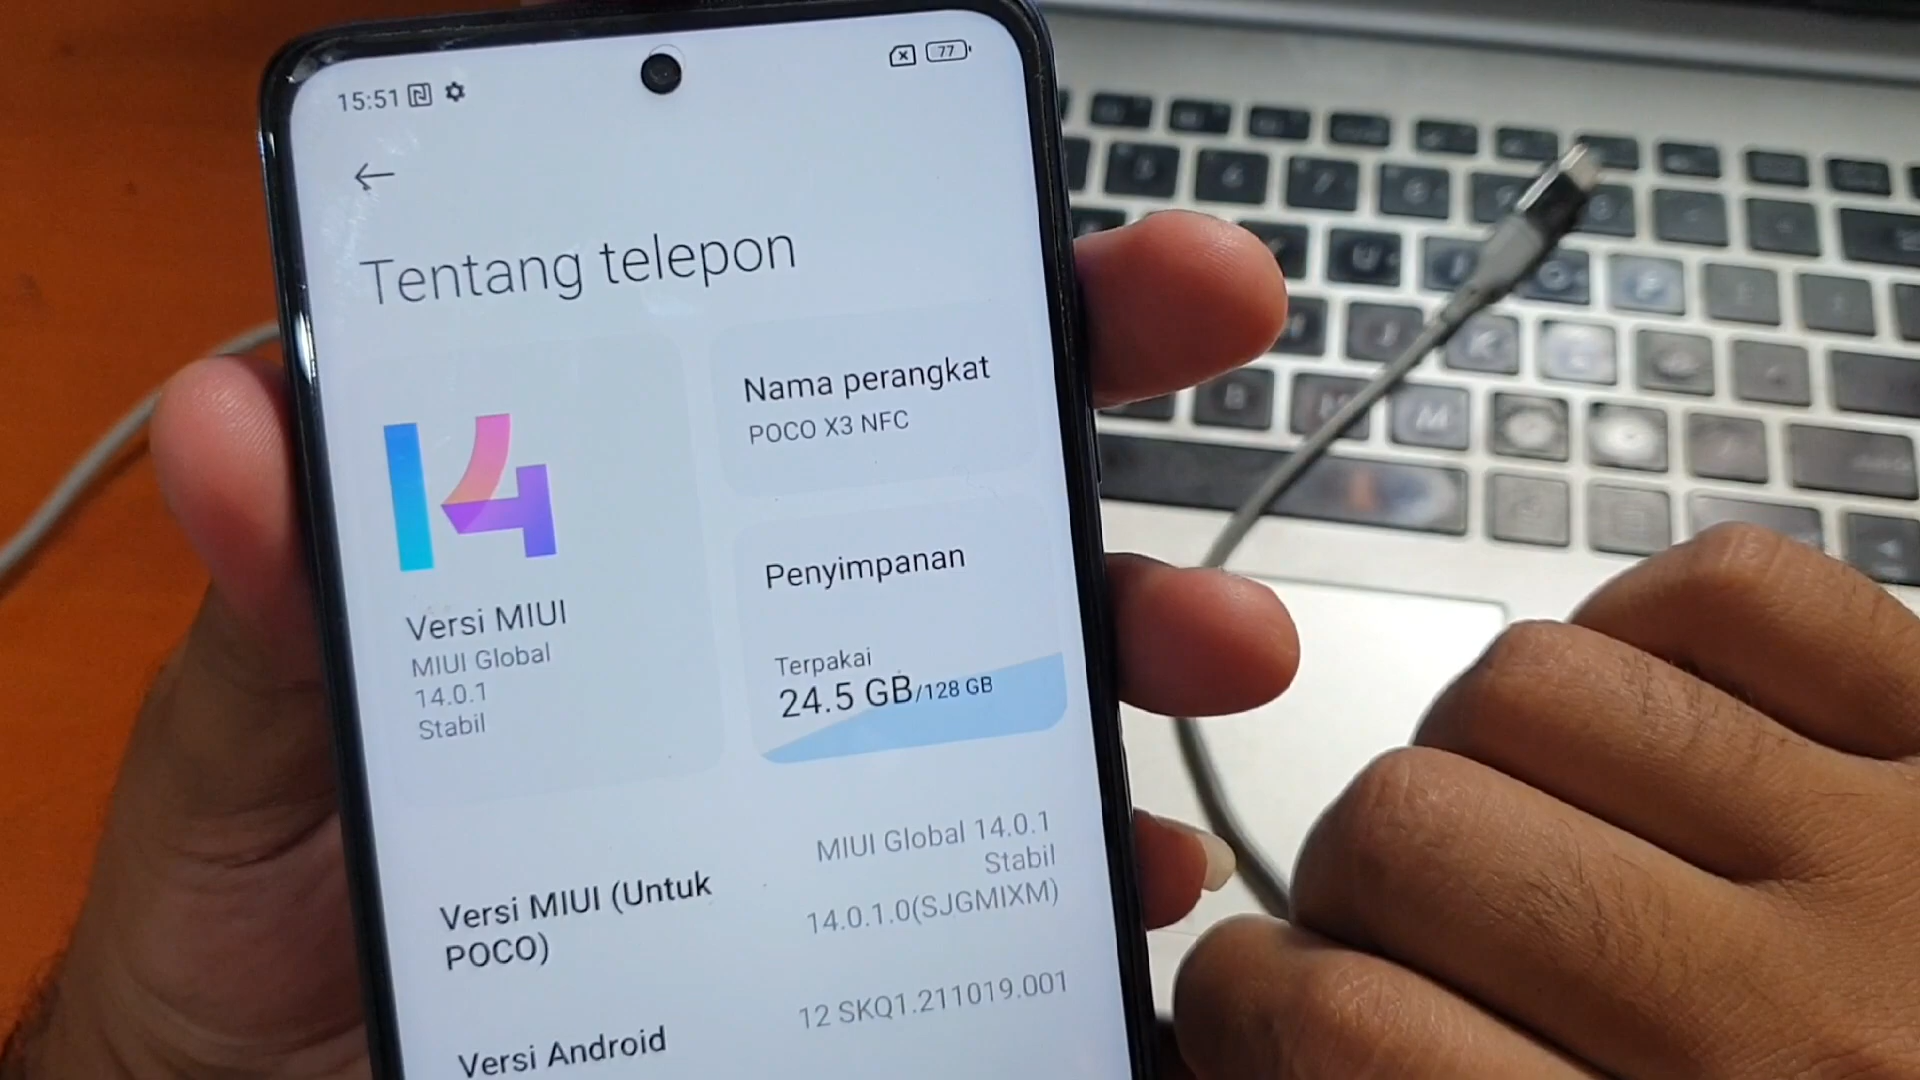 15:51
77
Tentang telepon
14
Versi MIUI
MIUI Global
14.0.1
Stabil
Nama perangkat
POCO X3 NFC
Penyimpanan
Terpakai
24.5 GB/128 GB
Versi MIUI (Untuk
POCO)
MIUI Global 14.0.1
Stabil
14.0.1.0(SJGMIXM)
Versi Android
12 SKQ1.211019.001